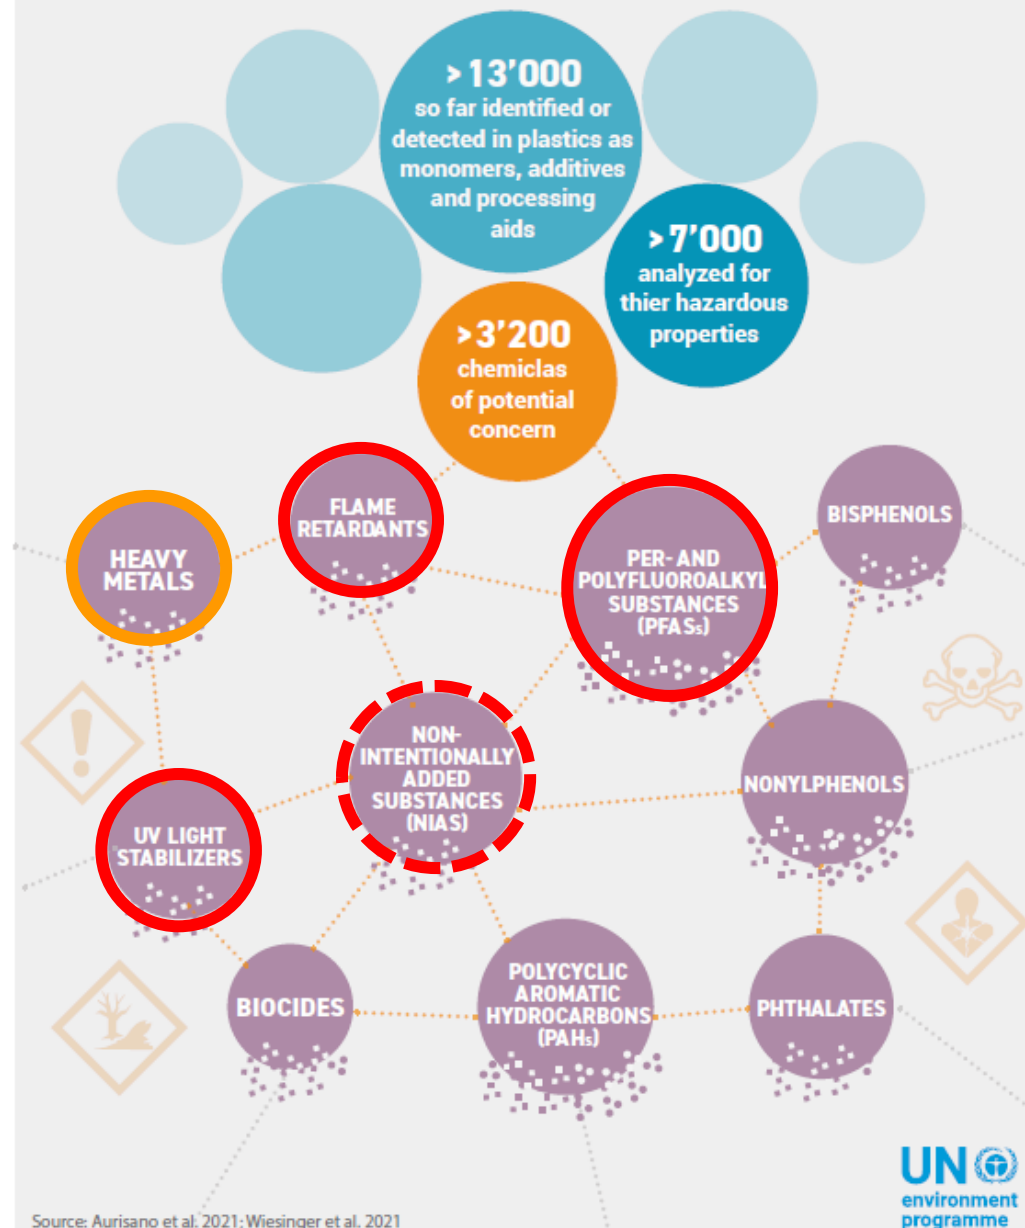 > 13’000
so far identified or
detected in plastics as
monomers, additives
and processing
aids
> 7’000
analyzed for
thier hazardous
properties
> 3’200
chemiclas
of potential
concern
FLAME
RETARDANTS
HEAVY
METALS
PER- AND
POLYFLUOROALKYL
SUBSTANCES
(PFASs)
BISPHENOLS
NON-
INTENTIONALLY
ADDED
SUBSTANCES
(NIAS)
NONYLPHENOLS
UV LIGHT
STABILIZERS
BIOCIDES
POLYCYCLIC
AROMATIC
HYDROCARBONS
(PAHs)
PHTHALATES
UN
environment
programme
Source: Aurisano et al. 2021; Wiesinger et al. 2021